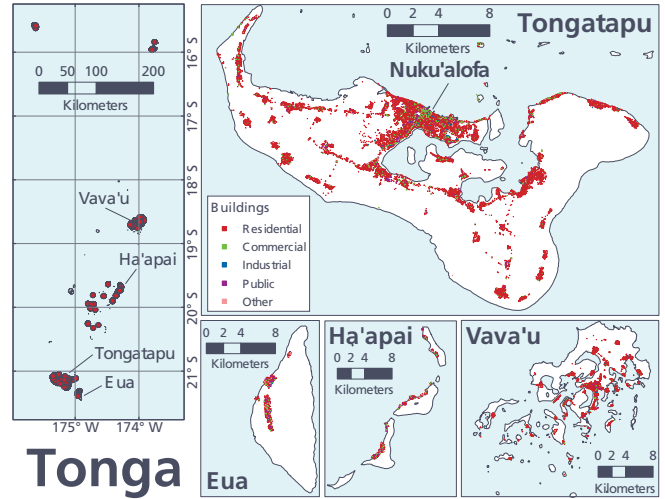 16° S
0 50 100 200
Kilometers
17° S
18° S
Vava'u
19° S
Ha'apai
20° S
Tongatapu
21° S
Eua
175° W 174° W
Tonga
0 2 4 8
Kilometers
Tongatapu
Nuku'alofa
Buildings
Residential
Commercial
Industrial
Public
Other
0 2 4 8
Kilometers
Eua
Ha'apai
0 2 4 8
Kilometers
Vava'u
0 2 4 8
Kilometers